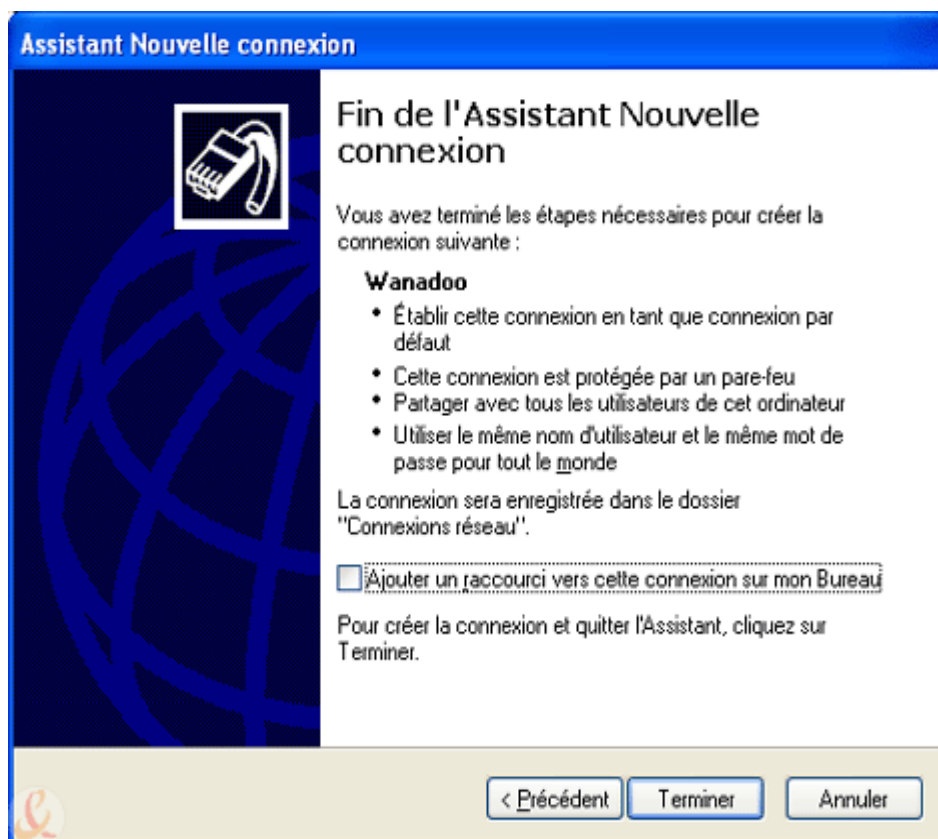 Assistant Nouvelle connexion
Fin de l'Assistant Nouvelle
connexion
Vous avez terminé les étapes nécessaires pour créer la
connexion suivante :
Wanadoo
• Établir cette connexion en tant que connexion par
défaut
• Cette connexion est protégée par un pare-feu
• Partager avec tous les utilisateurs de cet ordinateur
• Utiliser le même nom d'utilisateur et le même mot de
passe pour tout le monde
La connexion sera enregistrée dans le dossier
"Connexions réseau".
Ajouter un raccourci vers cette connexion sur mon Bureau
Pour créer la connexion et quitter l'Assistant, cliquez sur
Terminer.
< Précédent Terminer Annuler
&